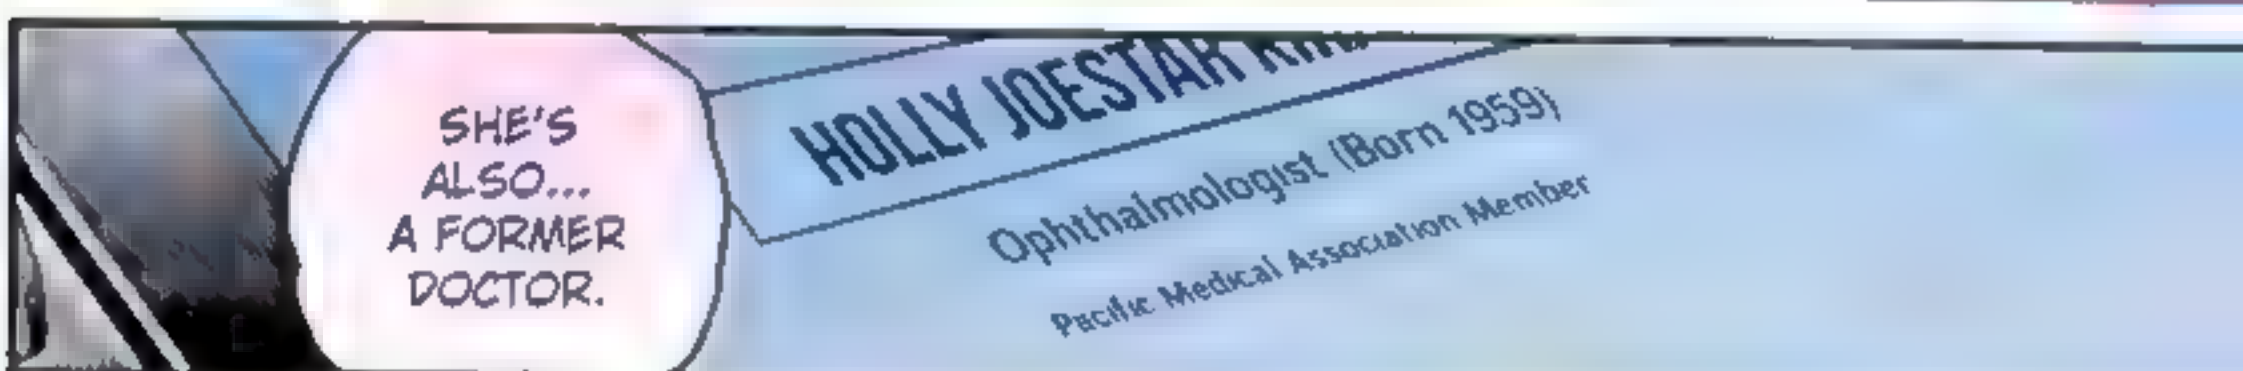 SHE'S
ALSO...
A FORMER
DOCTOR.
HOLLY JOESTAR
Ophthalmologist (Born 1959)
Pacific Medical Association Member